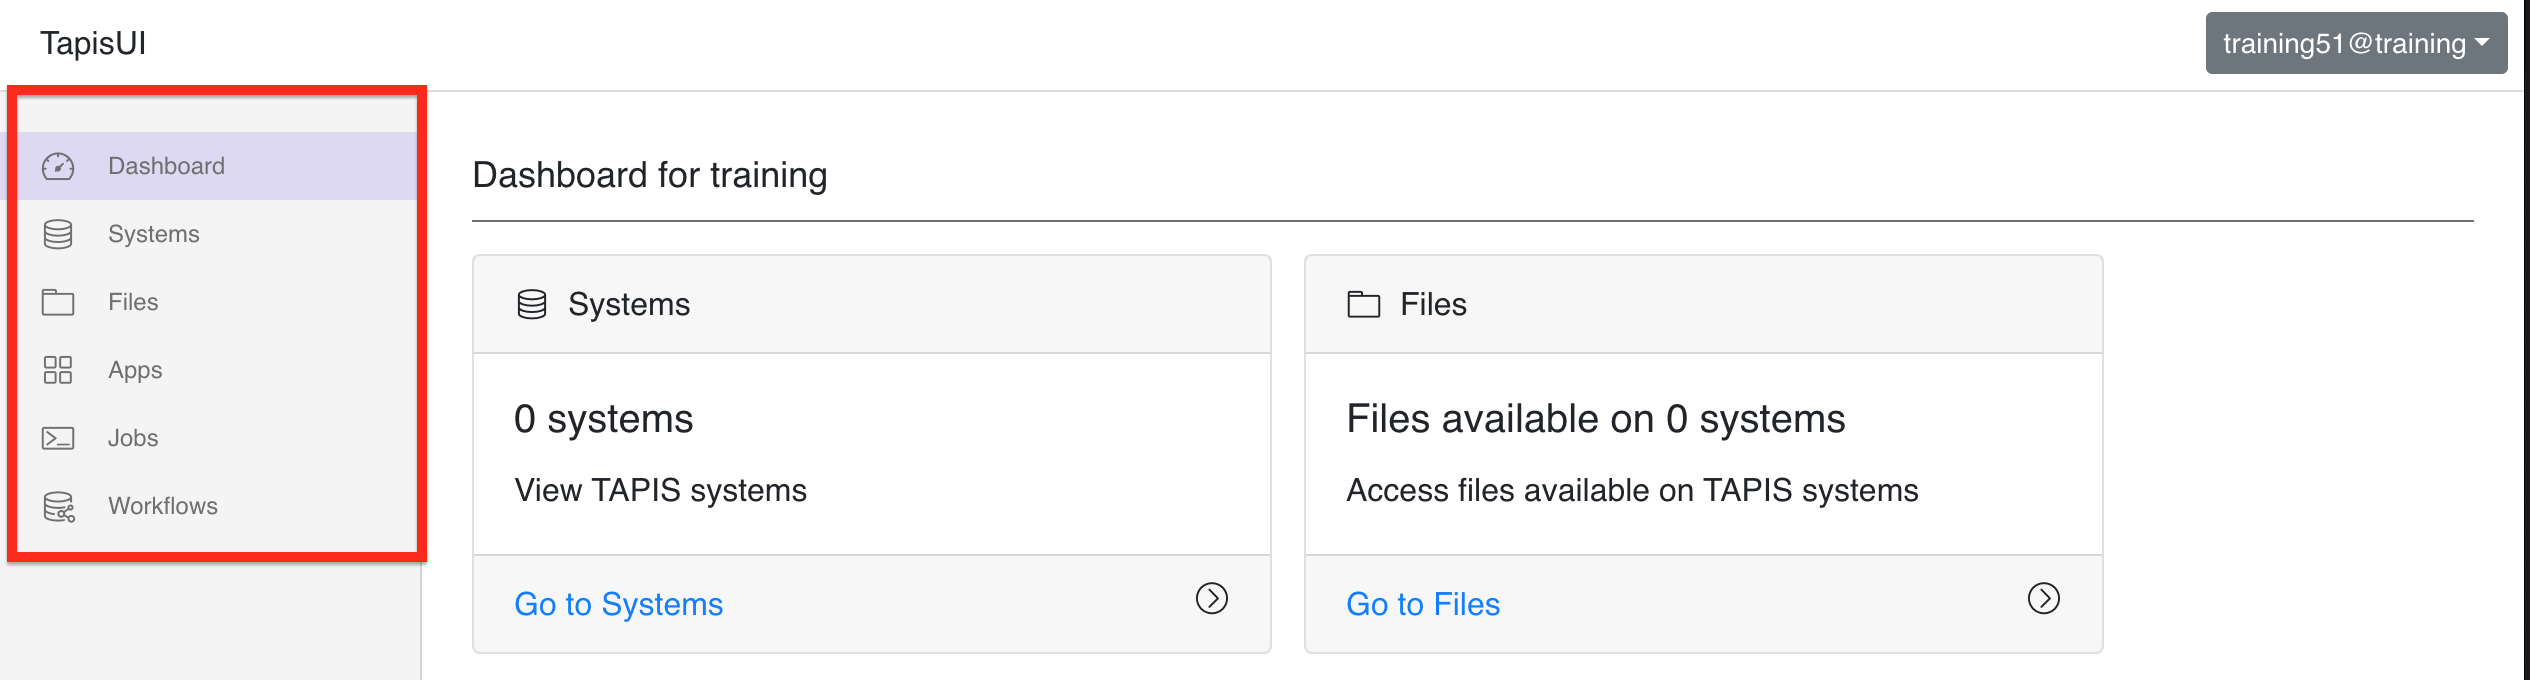 TapisUI
training51@training
Dashboard
Systems
Files
Apps
Jobs
Workflows
Dashboard for training
Systems
0 systems
View TAPIS systems
Go to Systems
Files
Files available on 0 systems
Access files available on TAPIS systems
Go to Files